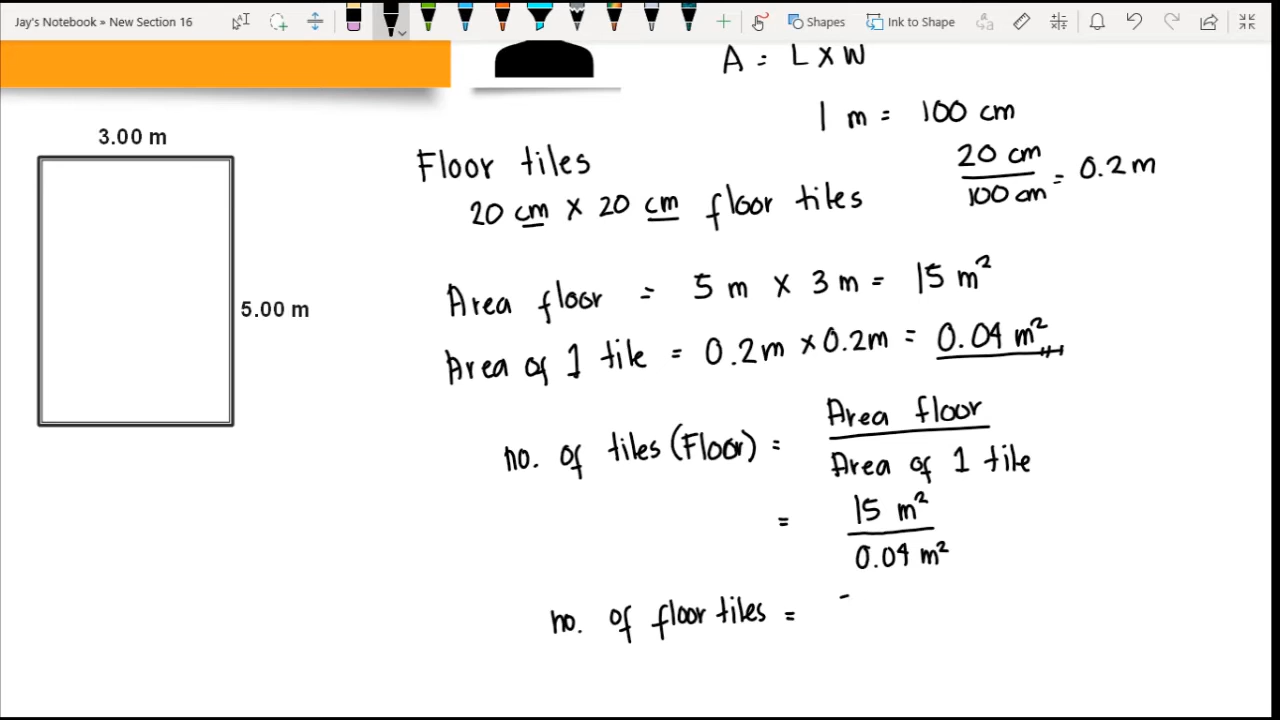 Jay's Notebook » New Section 16
Shapes
Ink to Shape
A = L X W
1 m = 100 cm
3.00 m
Floor tiles
20 cm
100 cm
= 0.2 m
20 cm X 20 cm floor tiles
Area floor = 5 m X 3 m = 15 m²
5.00 m
Area of 1 tile = 0.2m X 0.2m = 0.04 m²
no. of tiles (Floor) = Area floor
Area of 1 tile
= 15 m²
0.04 m²
no. of floor tiles =